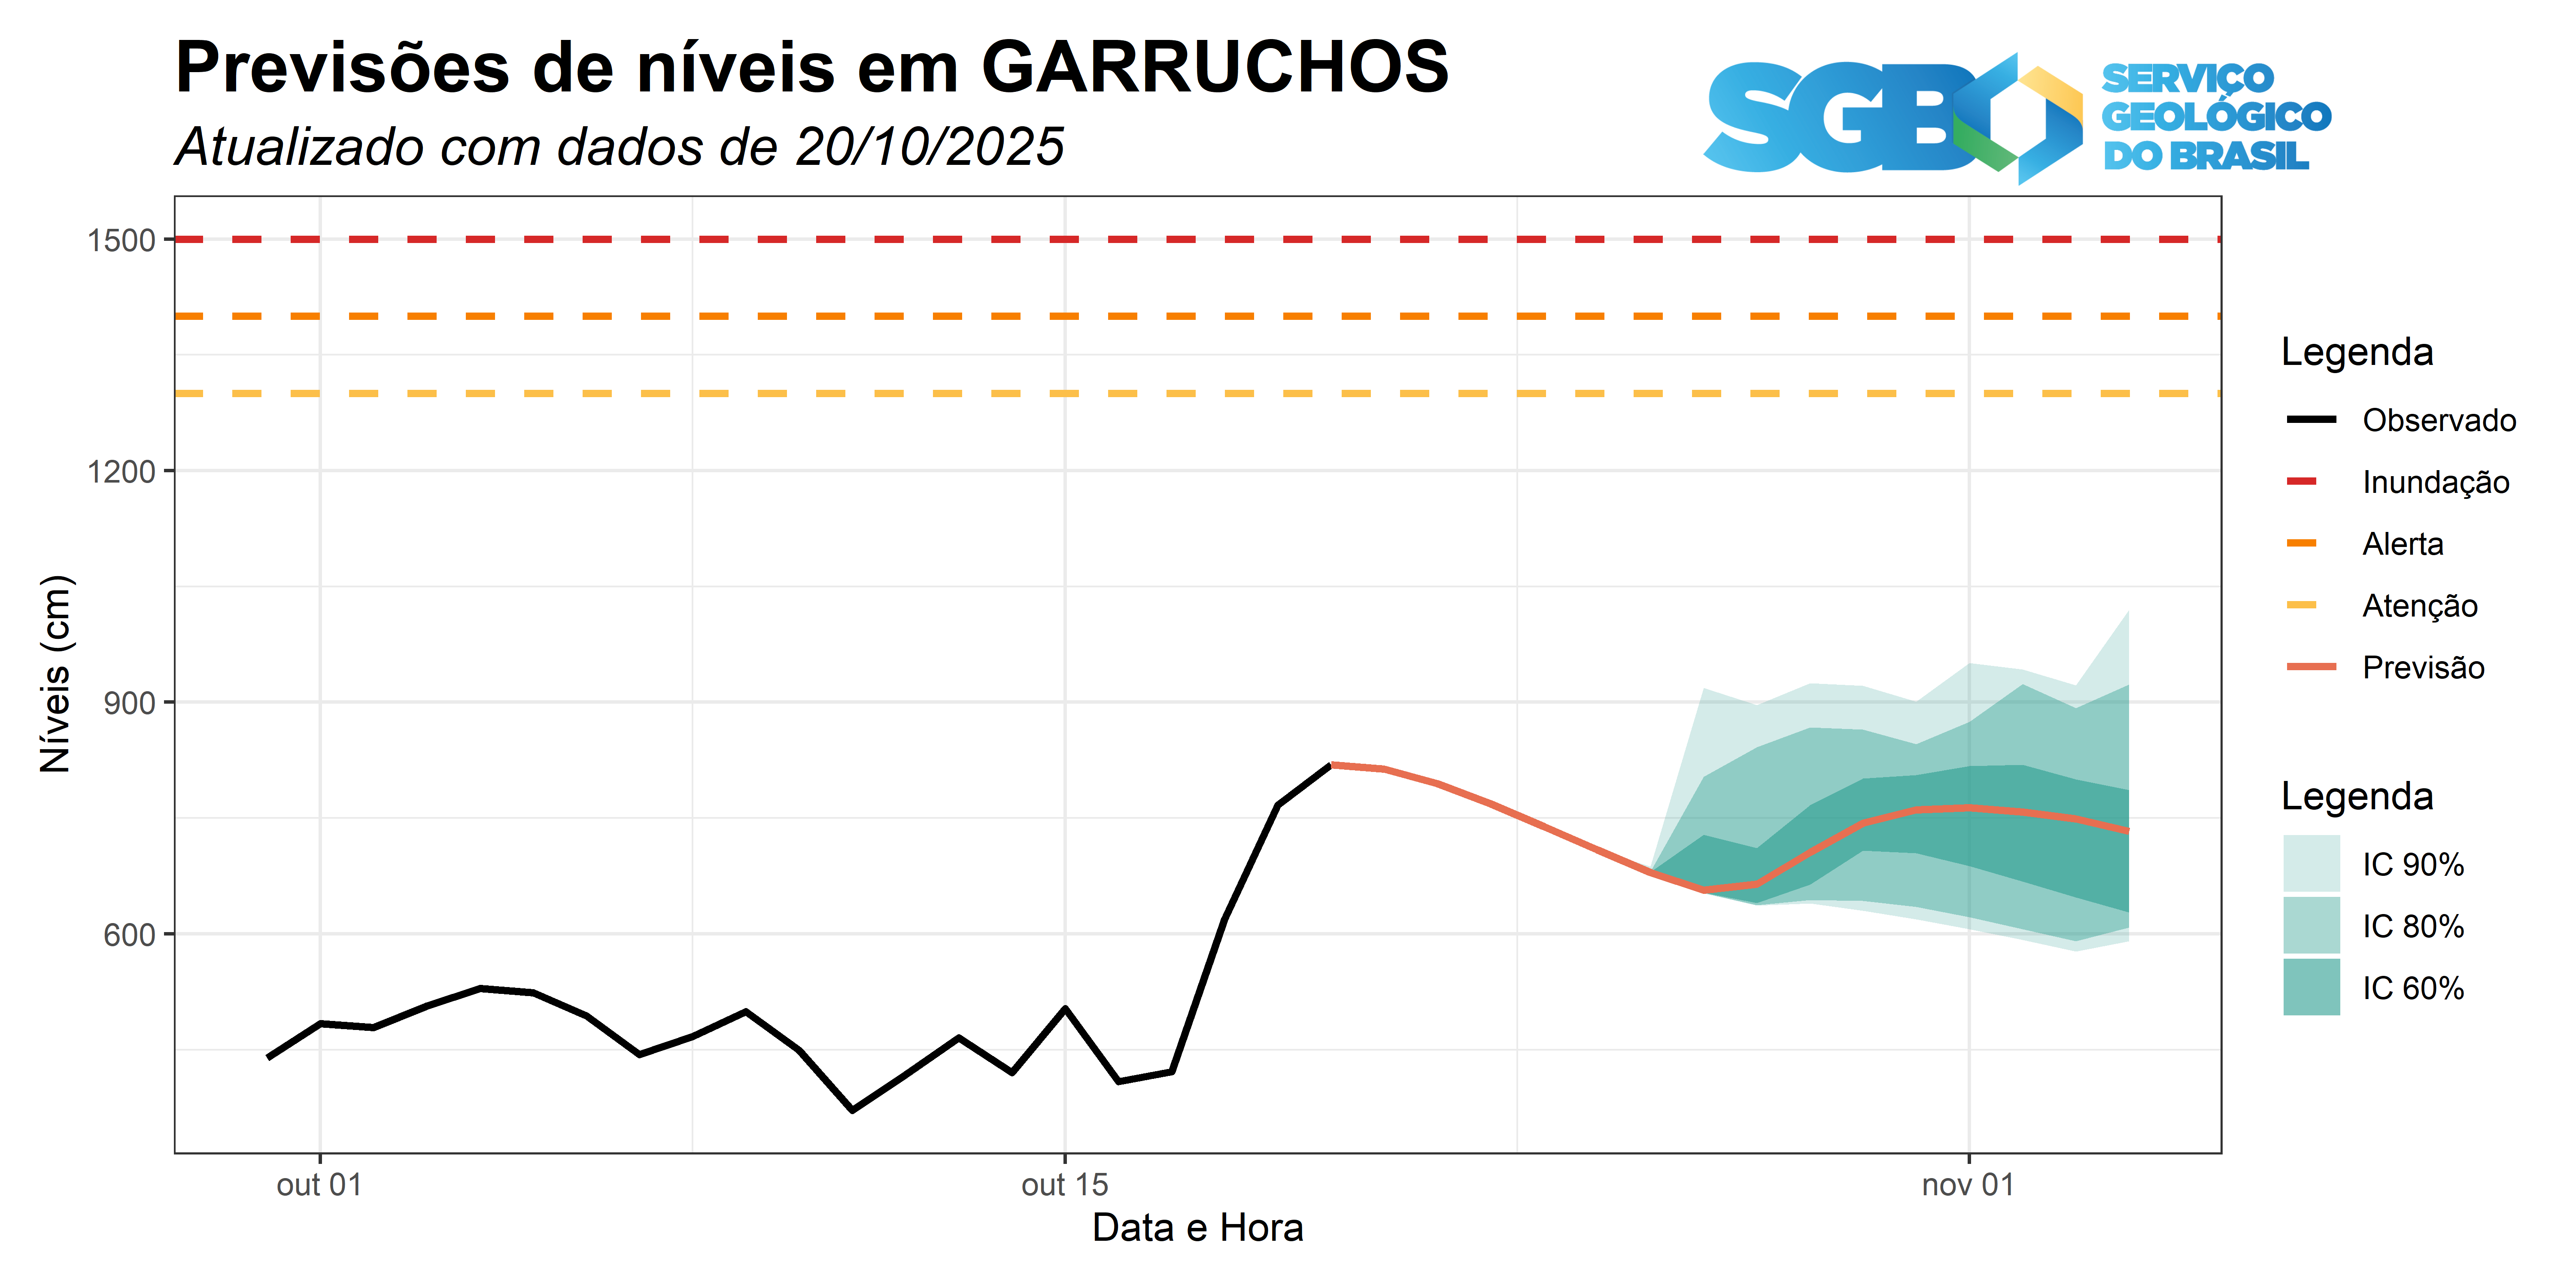 Previsões de níveis em GARRUCHOS
Atualizado com dados de 20/10/2025
SGB
SERVIÇO
GEOLÓGICO
DO BRASIL
1500
1200
900
600
Níveis (cm)
out 01
out 15
nov 01
Data e Hora
Legenda
Observado
Inundação
Alerta
Atenção
Previsão
Legenda
IC 90%
IC 80%
IC 60%